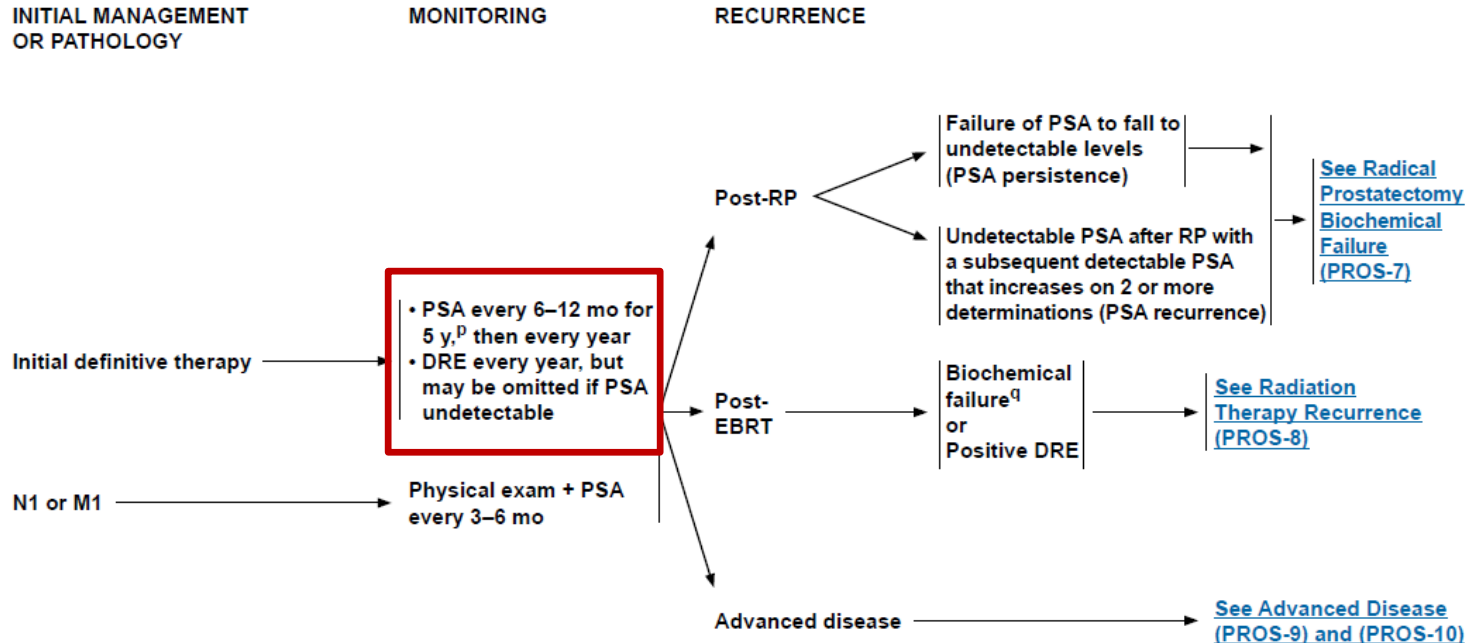 INITIAL MANAGEMENT
OR PATHOLOGY
MONITORING
RECURRENCE
Initial definitive therapy
• PSA every 6–12 mo for
5 y,p then every year
• DRE every year, but
may be omitted if PSA
undetectable
N1 or M1
Physical exam + PSA
every 3–6 mo
Post-RP
Failure of PSA to fall to
undetectable levels
(PSA persistence)
Undetectable PSA after RP with
a subsequent detectable PSA
that increases on 2 or more
determinations (PSA recurrence)
See Radical
Prostatectomy
Biochemical
Failure
(PROS-7)
Post-
EBRT
Biochemical
failureq
or
Positive DRE
See Radiation
Therapy Recurrence
(PROS-8)
Advanced disease
See Advanced Disease
(PROS-9) and (PROS-10)